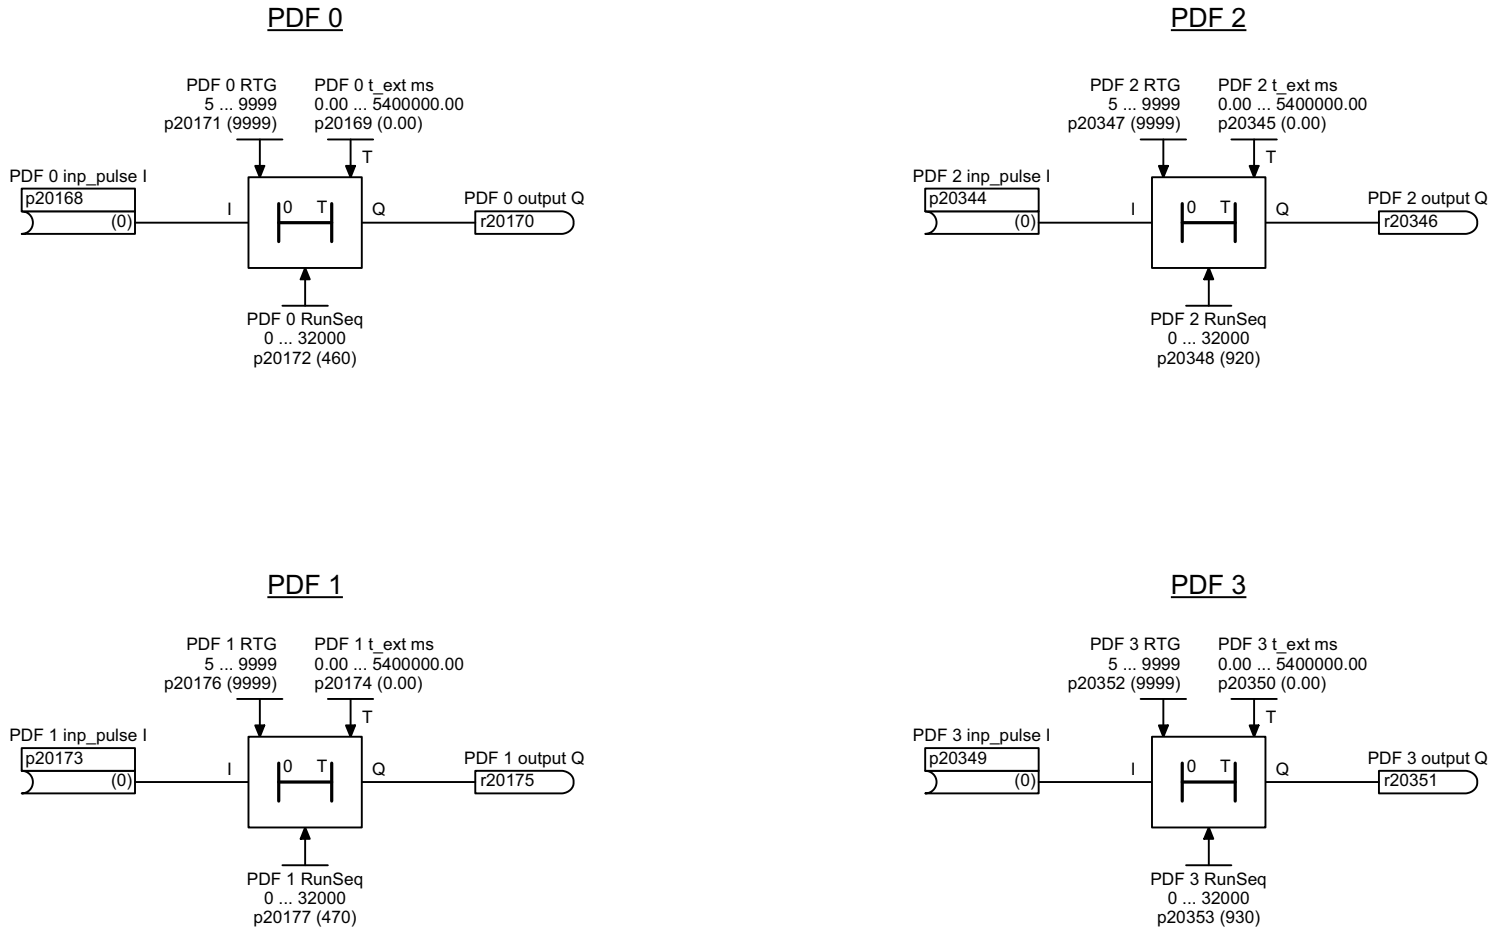 PDF 0
PDF 0 RTG
5 ... 9999
p20171 (9999)
PDF 0 t_ext ms
0.00 ... 5400000.00
p20169 (0.00)
T
PDF 0 inp_pulse I
p20168
(0)
I
0 T
Q
PDF 0 output Q
r20170
PDF 0 RunSeq
0 ... 32000
p20172 (460)
PDF 2
PDF 2 RTG
5 ... 9999
p20347 (9999)
PDF 2 t_ext ms
0.00 ... 5400000.00
p20345 (0.00)
T
PDF 2 inp_pulse I
p20344
(0)
I
0 T
Q
PDF 2 output Q
r20346
PDF 2 RunSeq
0 ... 32000
p20348 (920)
PDF 1
PDF 1 RTG
5 ... 9999
p20176 (9999)
PDF 1 t_ext ms
0.00 ... 5400000.00
p20174 (0.00)
T
PDF 1 inp_pulse I
p20173
(0)
I
0 T
Q
PDF 1 output Q
r20175
PDF 1 RunSeq
0 ... 32000
p20177 (470)
PDF 3
PDF 3 RTG
5 ... 9999
p20352 (9999)
PDF 3 t_ext ms
0.00 ... 5400000.00
p20350 (0.00)
T
PDF 3 inp_pulse I
p20349
(0)
I
0 T
Q
PDF 3 output Q
r20351
PDF 3 RunSeq
0 ... 32000
p20353 (930)